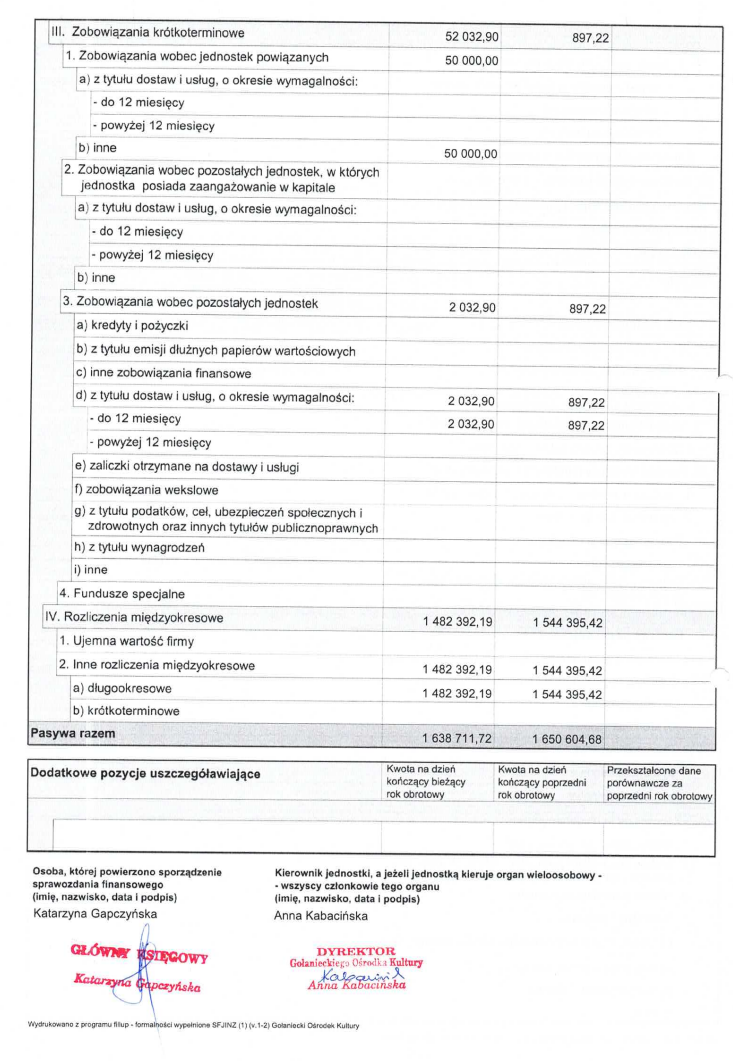 III. Zobowiązania krótkoterminowe 52 032,90 897,22
1. Zobowiązania wobec jednostek powiązanych 50 000,00
a) z tytułu dostaw i usług, o okresie wymagalności:
- do 12 miesięcy
- powyżej 12 miesięcy
b) inne 50 000,00
2. Zobowiązania wobec pozostałych jednostek, w których
jednostka posiada zaangażowanie w kapitale
a) z tytułu dostaw i usług, o okresie wymagalności:
- do 12 miesięcy
- powyżej 12 miesięcy
b) inne
3. Zobowiązania wobec pozostałych jednostek 2 032,90 897,22
a) kredyty i pożyczki
b) z tytułu emisji dłużnych papierów wartościowych
c) inne zobowiązania finansowe
d) z tytułu dostaw i usług, o okresie wymagalności: 2 032,90 897,22
- do 12 miesięcy 2 032,90 897,22
- powyżej 12 miesięcy
e) zaliczki otrzymane na dostawy i usługi
f) zobowiązania wekslowe
g) z tytułu podatków, ceł, ubezpieczeń społecznych i
zdrowotnych oraz innych tytułów publicznoprawnych
h) z tytułu wynagrodzeń
i) inne
4. Fundusze specjalne
IV. Rozliczenia międzyokresowe 1 482 392,19 1 544 395,42
1. Ujemna wartość firmy
2. Inne rozliczenia międzyokresowe 1 482 392,19 1 544 395,42
a) długookresowe 1 482 392,19 1 544 395,42
b) krótkoterminowe
Pasywa razem 1 638 711,72 1 650 604,68
Dodatkowe pozycje uszczegóławiające
Kwota na dzień
kończący bieżący
rok obrotowy
Kwota na dzień
kończący poprzedni
rok obrotowy
Przekształcone dane
porównawcze za
poprzedni rok obrotowy
Osoba, której powierzono sporządzenie
sprawozdania finansowego
(imię, nazwisko, data i podpis)
Katarzyna Gapczyńska
Kierownik jednostki, a jeżeli jednostką kieruje organ wieloosobowy -
- wszyscy członkowie tego organu
(imię, nazwisko, data i podpis)
Anna Kabacińska
GŁÓWNY KSIĘGOWY
Katarzyna Gapczyńska
DYREKTOR
Gołanieckiego Ośrodka Kultury
Anna Kabacińska
Wydrukowano z programu fillup - formalności wypełnione SFJINZ (1) (v.1-2) Gołaniecki Ośrodek Kultury